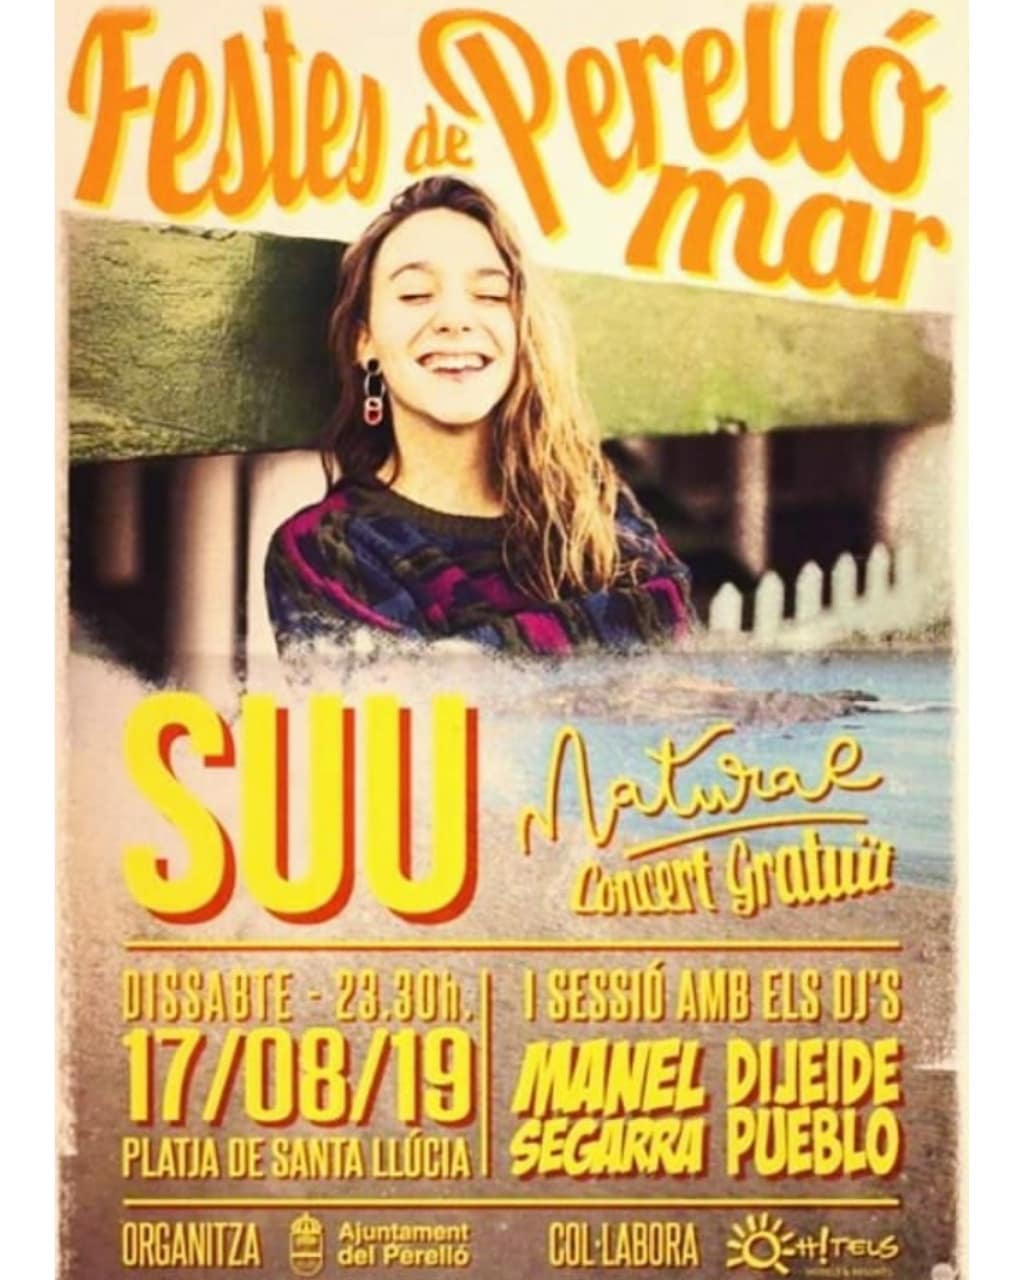 Festes de Perelló
mar
SUU
Natural
Concert Gratuït
DISSABTE - 23.30h.
17/08/19
PLATJA DE SANTA LLÚCIA
I SESSIÓ AMB ELS DJ'S
MANEL
SEGARRA
DIJEIDE
PUEBLO
ORGANITZA
Ajuntament
del Perelló
COL·LABORA
H!TELS